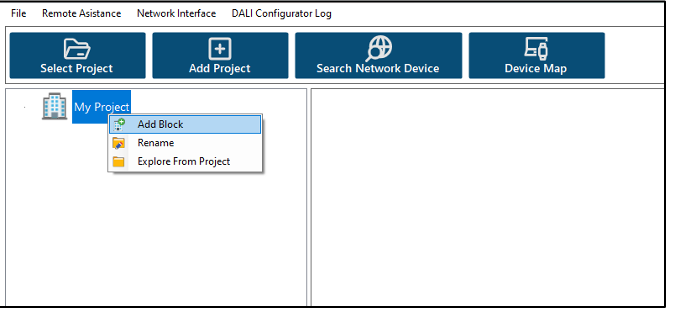 File Remote Asistance Network Interface DALI Configurator Log
Select Project Add Project Search Network Device Device Map
My Project
Add Block
Rename
Explore From Project